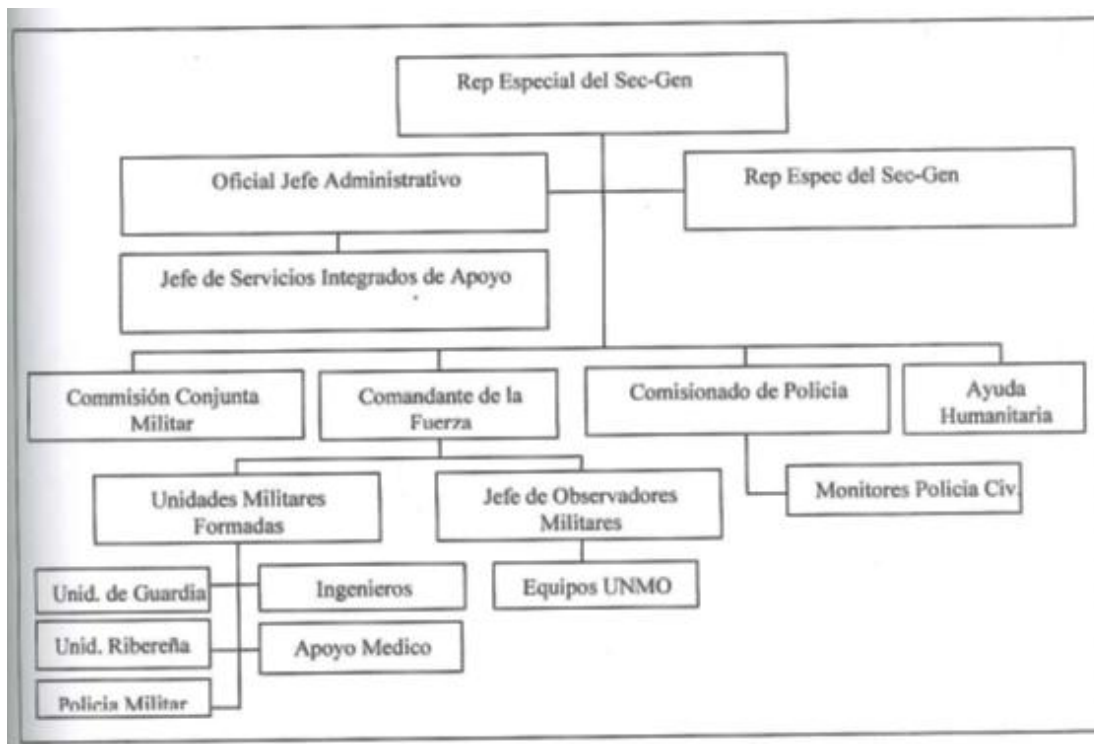 Rep Especial del Sec-Gen
Oficial Jefe Administrativo
Rep Espec del Sec-Gen
Jefe de Servicios Integrados de Apoyo
Commisión Conjunta
Militar
Comandante de la
Fuerza
Comisionado de Policia
Ayuda
Humanitaria
Unidades Militares
Formadas
Jefe de Observadores
Militares
Monitores Policia Civ.
Unid. de Guardia
Ingenieros
Equipos UNMO
Unid. Ribereña
Apoyo Medico
Policia Militar